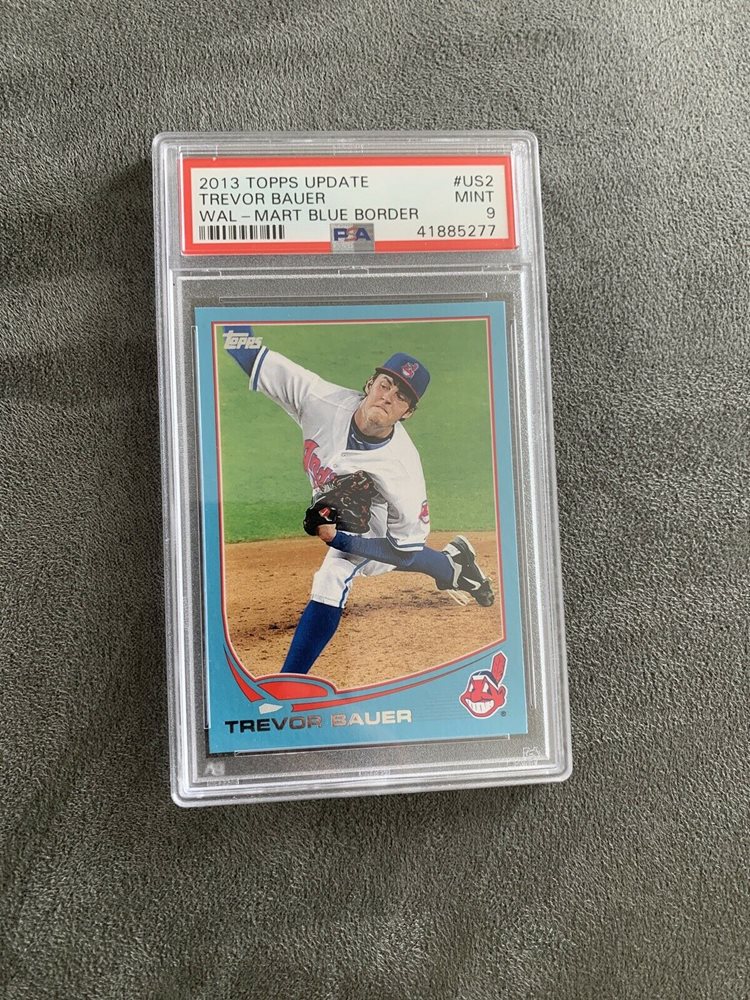 2013 TOPPS UPDATE #US2
TREVOR BAUER MINT
WAL-MART BLUE BORDER 9
PSA 41885277
Topps
TREVOR BAUER